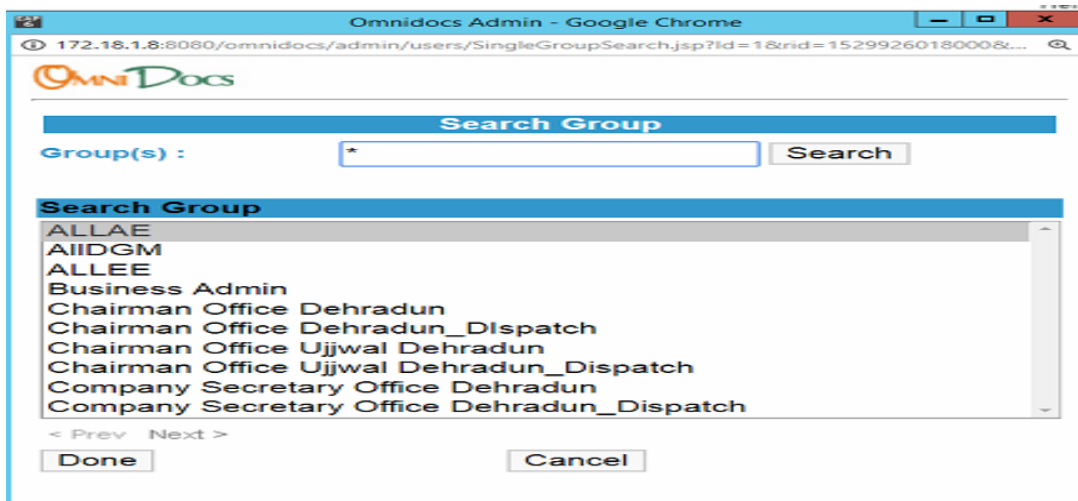 Omnidocs Admin - Google Chrome
172.18.1.8:8080/omnidocs/admin/users/SingleGroupSearch.jsp?Id=1&rid=1529926018000&...
OMNIDOCS
Search Group
Group(s) : * Search
Search Group
ALLAE
AllDGM
ALLEE
Business Admin
Chairman Office Dehradun
Chairman Office Dehradun_DIspatch
Chairman Office Ujjwal Dehradun
Chairman Office Ujjwal Dehradun_Dispatch
Company Secretary Office Dehradun
Company Secretary Office Dehradun_Dispatch
< Prev Next >
Done Cancel